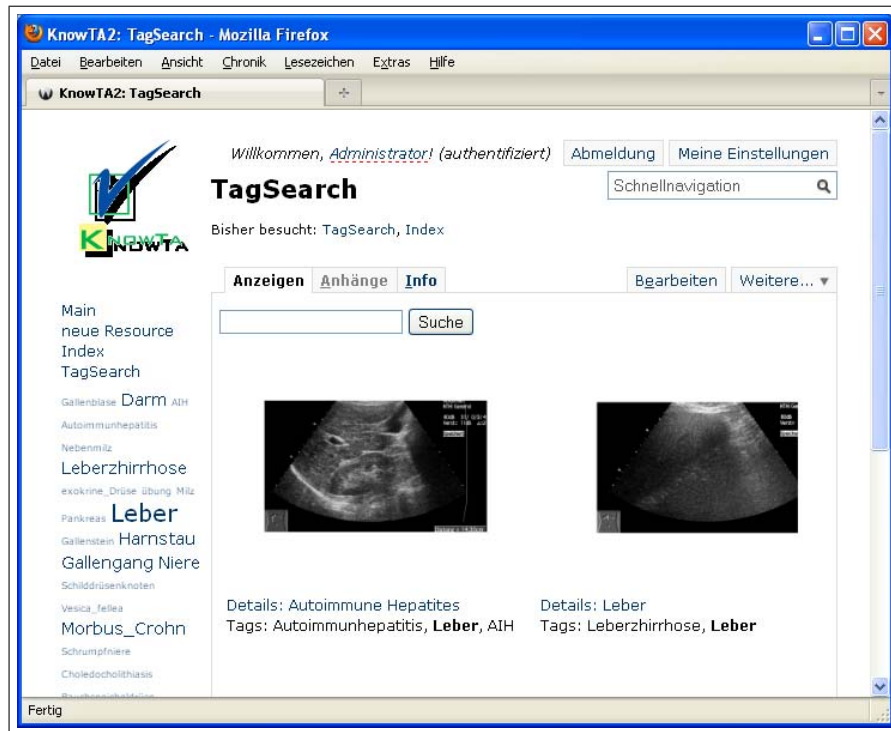 KnowTA2: TagSearch - Mozilla Firefox
Datei Bearbeiten Ansicht Chronik Lesezeichen Extras Hilfe
KnowTA2: TagSearch
Willkommen, Administrator! (authentifiziert) Abmeldung Meine Einstellungen
TagSearch
Schnellnavigation
KNOWTA
Bisher besucht: TagSearch, Index
Anzeigen Anhänge Info Bearbeiten Weitere...
Suche
Main
neue Resource
Index
TagSearch
Gallenblase Darm AIH
Autoimmunhepatitis
Nebenmilz
Leberzhirrhose
exokrine_Drüse übung Milz
Pankreas Leber
Gallenstein Harnstau
Gallengang Niere
Schilddrüsenknoten
Vesica_fellea
Morbus_Crohn
Schrumpfniere
Choledocholithiasis
Details: Autoimmune Hepatites
Tags: Autoimmunhepatitis, Leber, AIH
Details: Leber
Tags: Leberzhirrhose, Leber
Fertig